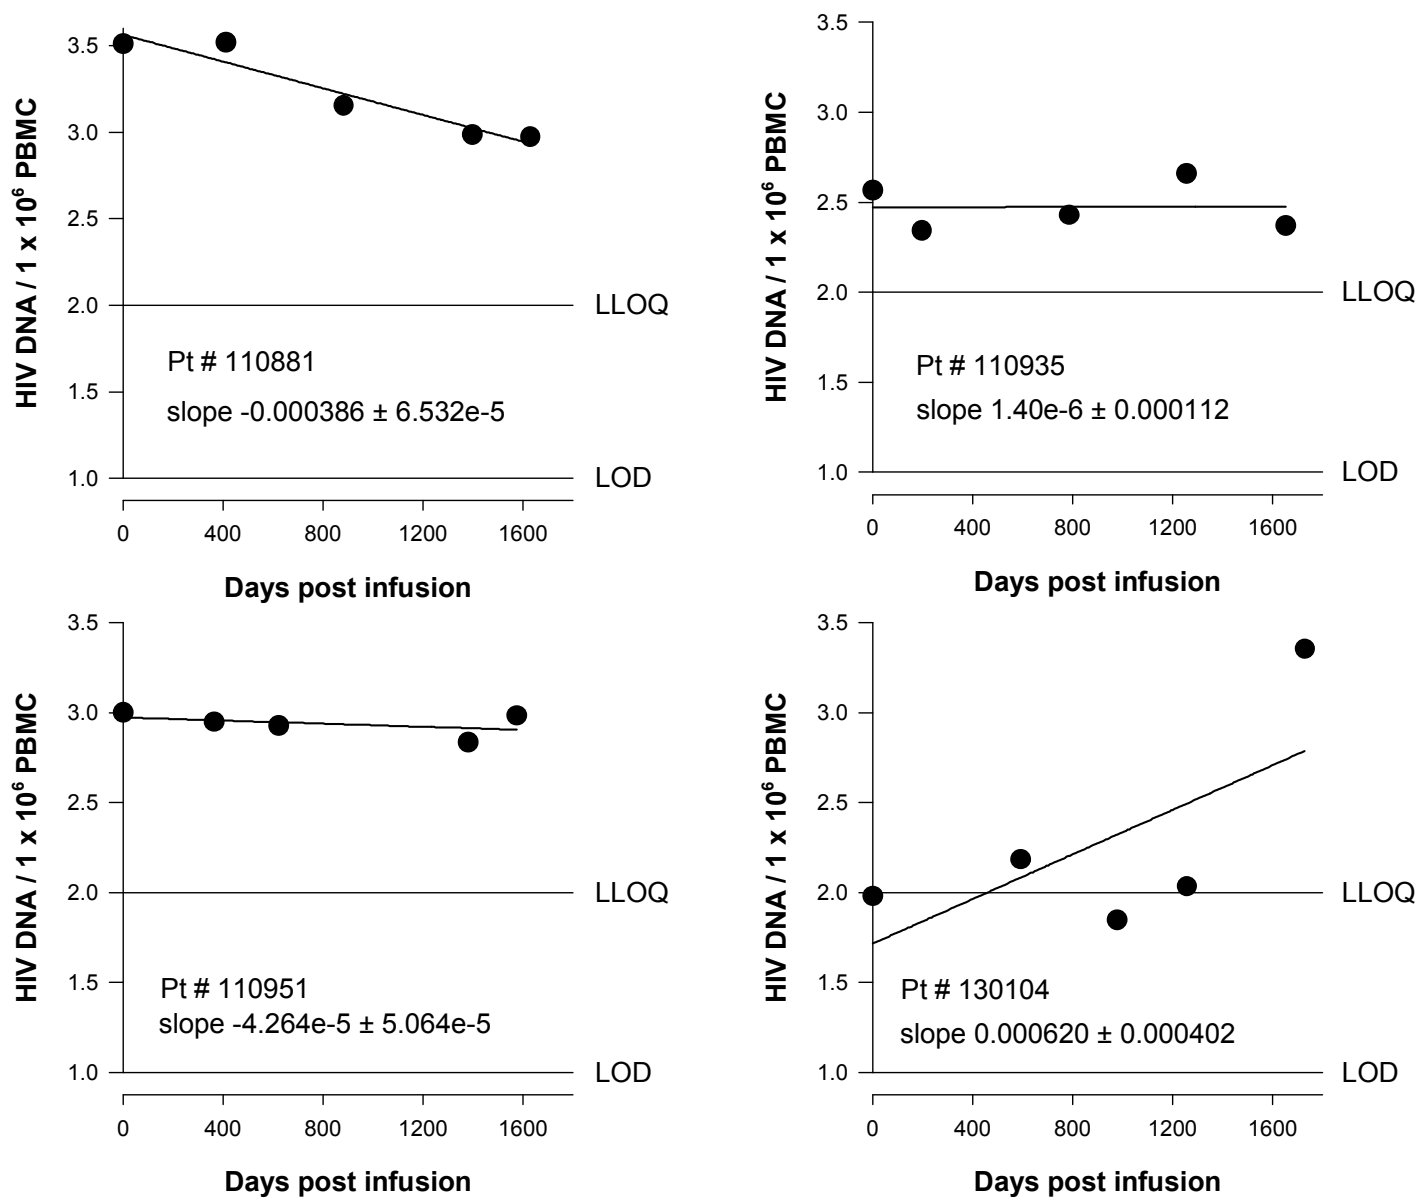 HIV DNA / 1 x 10⁶ PBMC
3.5
3.0
2.5
2.0
LLOQ
Pt # 110881
1.5
slope -0.000386 ± 6.532e-5
1.0
LOD
0 400 800 1200 1600
Days post infusion
HIV DNA / 1 x 10⁶ PBMC
3.5
3.0
2.5
2.0
LLOQ
Pt # 110935
1.5
slope 1.40e-6 ± 0.000112
1.0
LOD
0 400 800 1200 1600
Days post infusion
HIV DNA / 1 x 10⁶ PBMC
3.5
3.0
2.5
2.0
LLOQ
1.5
Pt # 110951
slope -4.264e-5 ± 5.064e-5
1.0
LOD
0 400 800 1200 1600
Days post infusion
HIV DNA / 1 x 10⁶ PBMC
3.5
3.0
2.5
2.0
LLOQ
1.5
Pt # 130104
slope 0.000620 ± 0.000402
1.0
LOD
0 400 800 1200 1600
Days post infusion